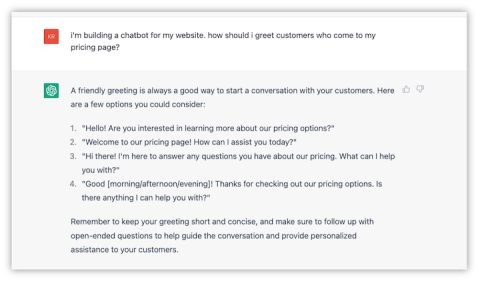 KR
i'm building a chatbot for my website. how should i greet customers who come to my
pricing page?
A friendly greeting is always a good way to start a conversation with your customers. Here
are a few options you could consider:
1. "Hello! Are you interested in learning more about our pricing options?"
2. "Welcome to our pricing page! How can I assist you today?"
3. "Hi there! I'm here to answer any questions you have about our pricing. What can I help
you with?"
4. "Good [morning/afternoon/evening]! Thanks for checking out our pricing options. Is
there anything I can help you with?"
Remember to keep your greeting short and concise, and make sure to follow up with
open-ended questions to help guide the conversation and provide personalized
assistance to your customers.